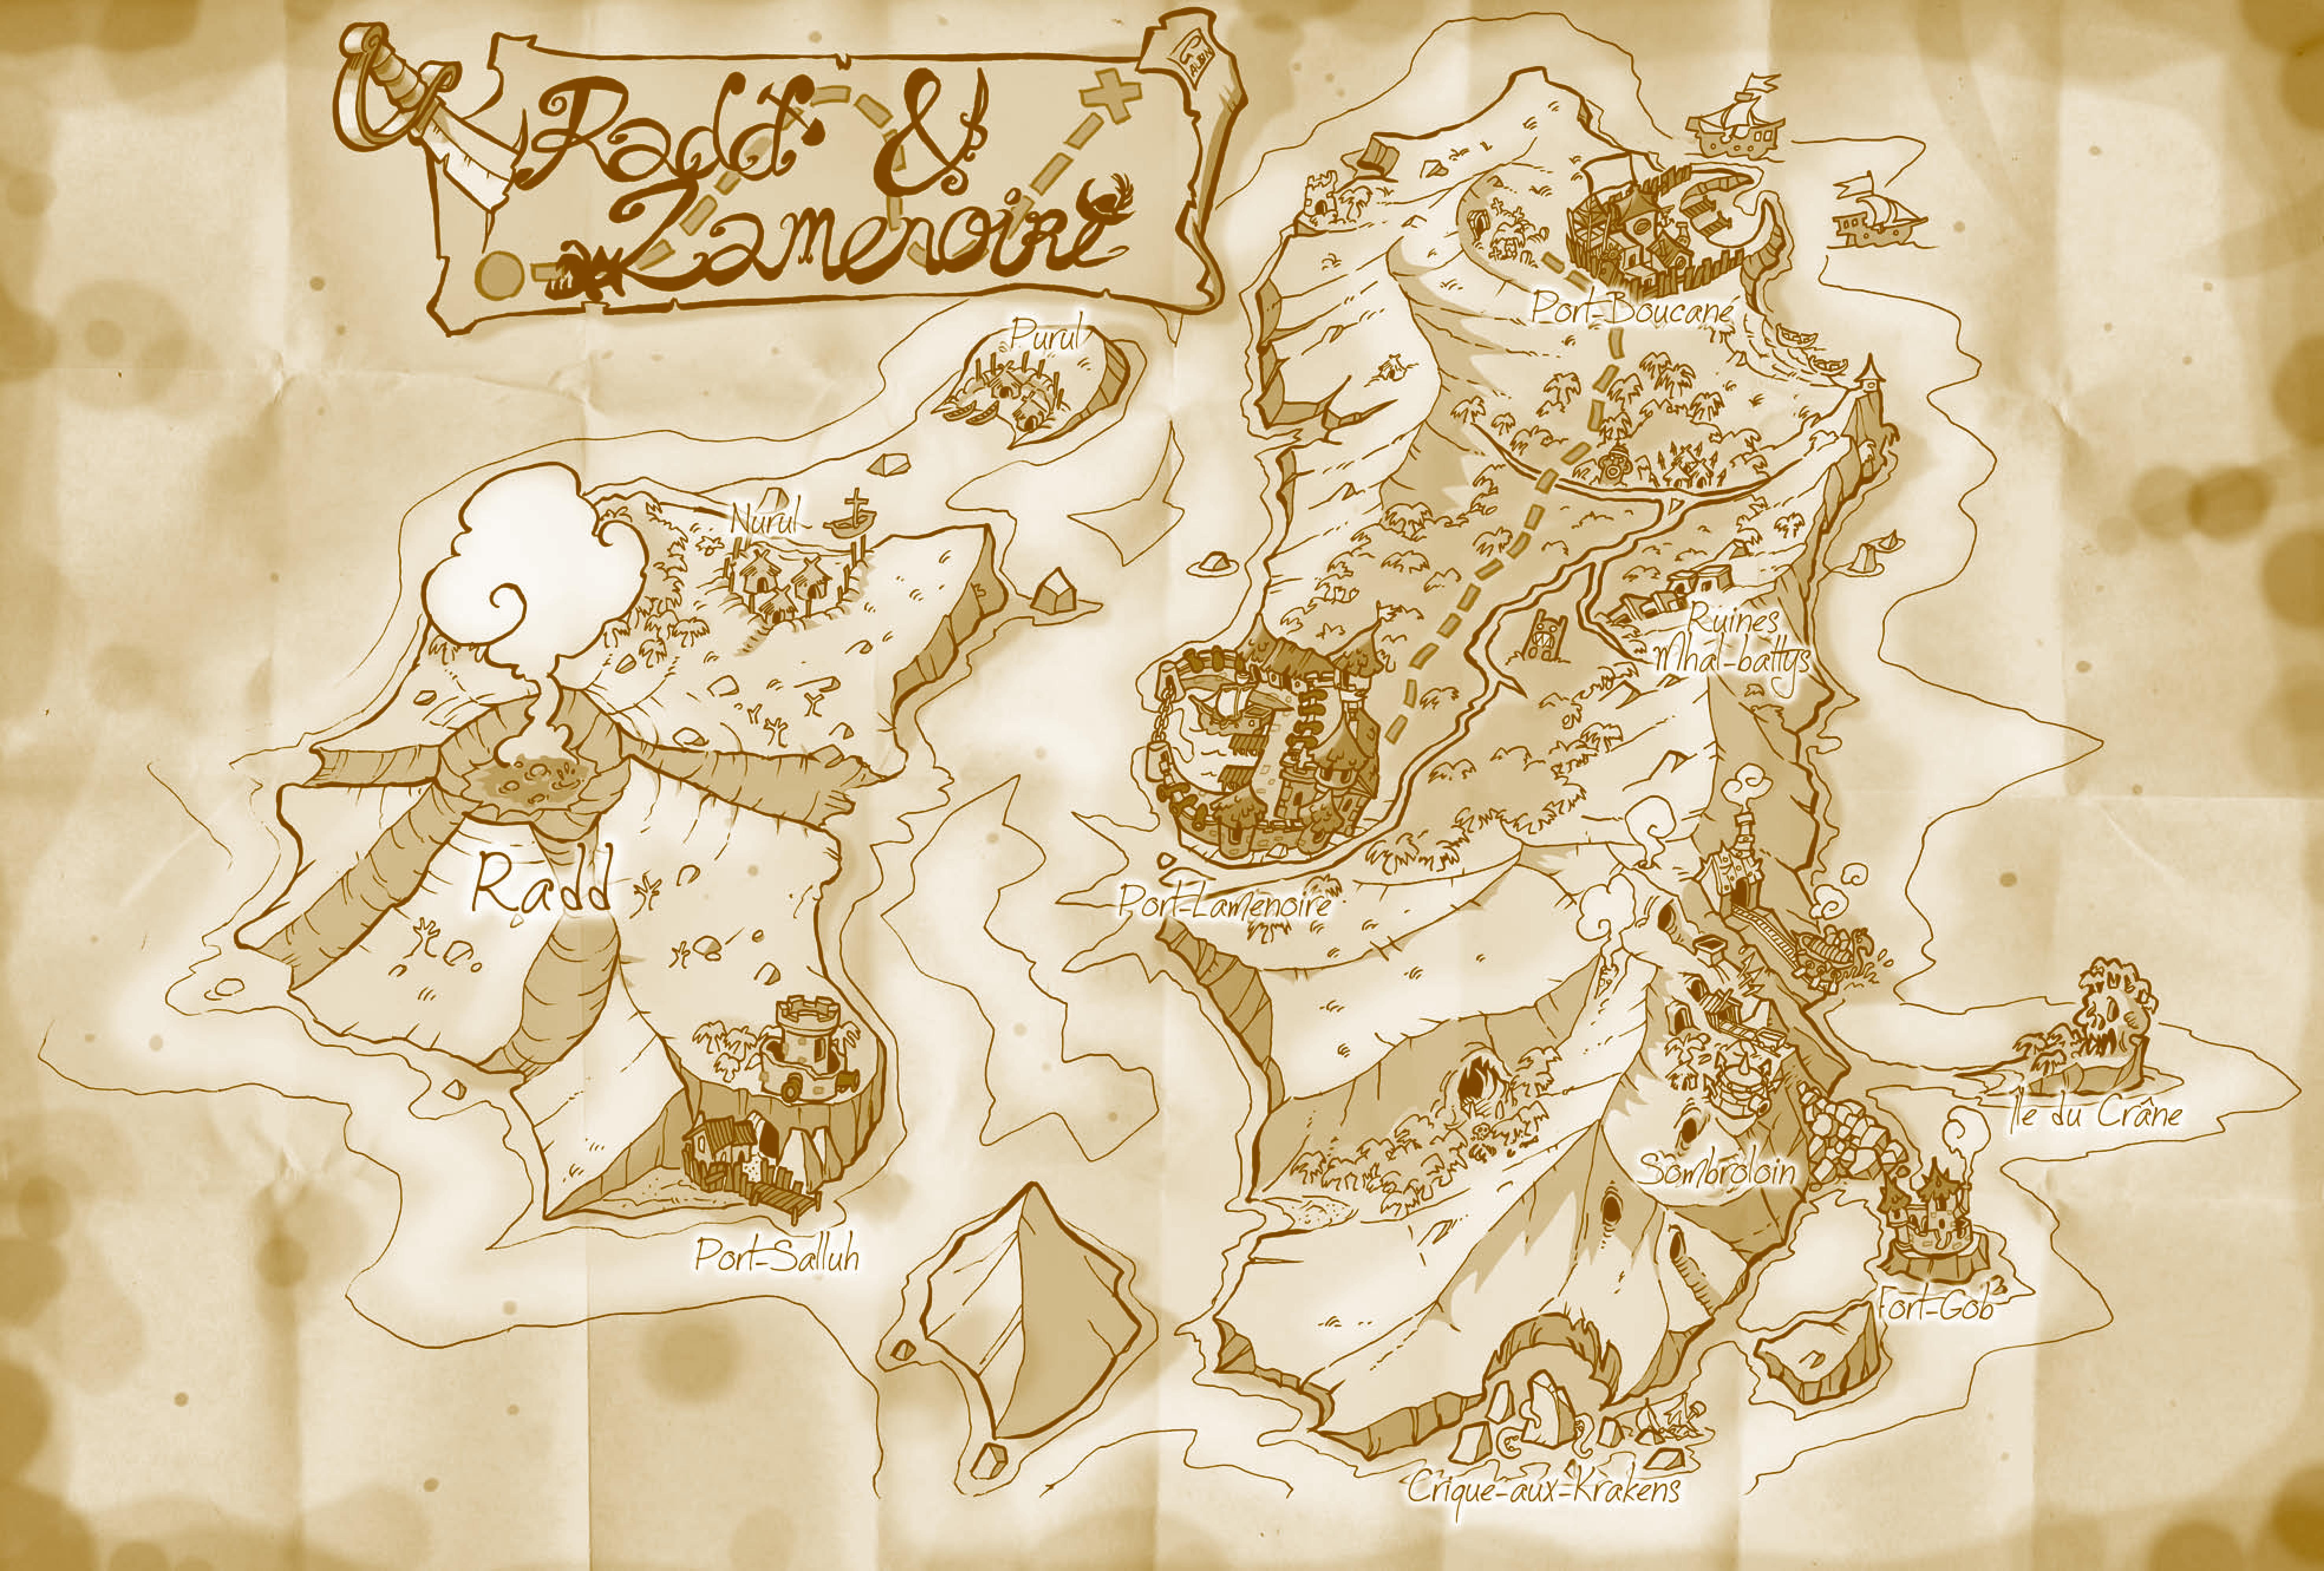 Radd &
Lamenoire
ALBIN
Purul
Port-Boucané
Nurul
Ruines
Mhal-battys
Radd
Port-Lamenoire
Île du Crâne
Sombroloin
Port-Salluh
Fort-Gob
Crique-aux-Krakens